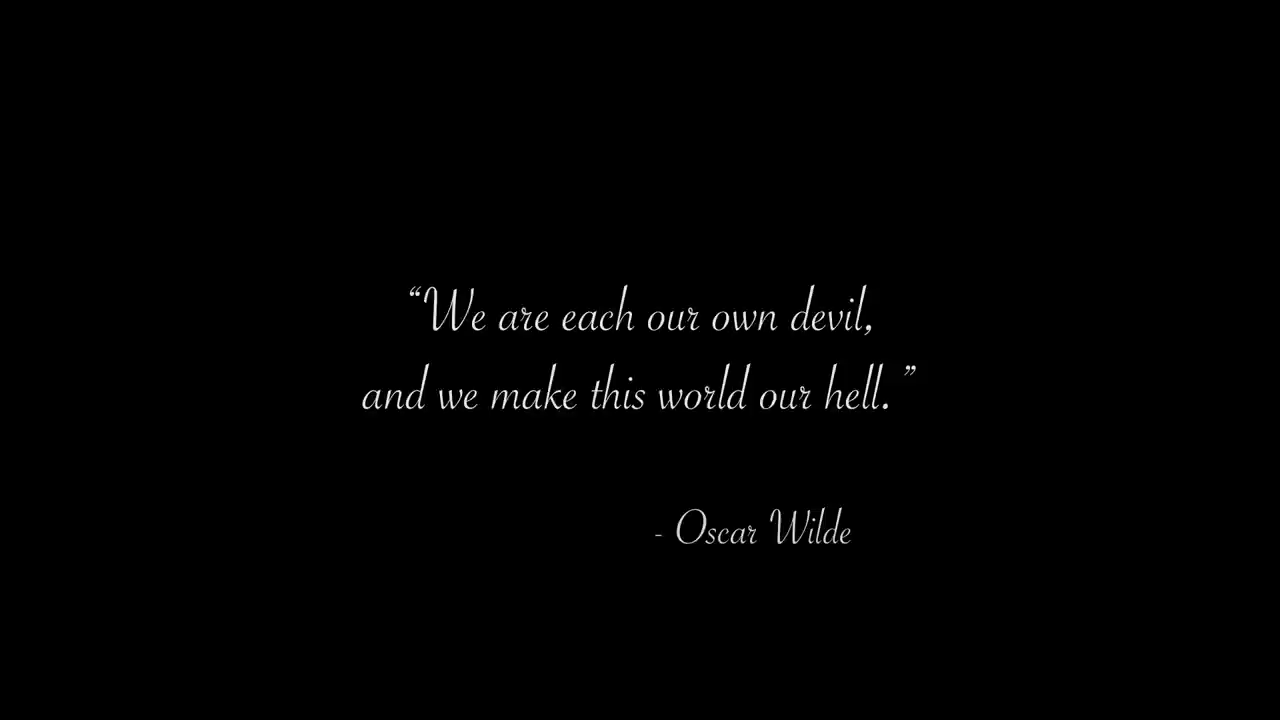 “We are each our own devil,
and we make this world our hell.”
- Oscar Wilde